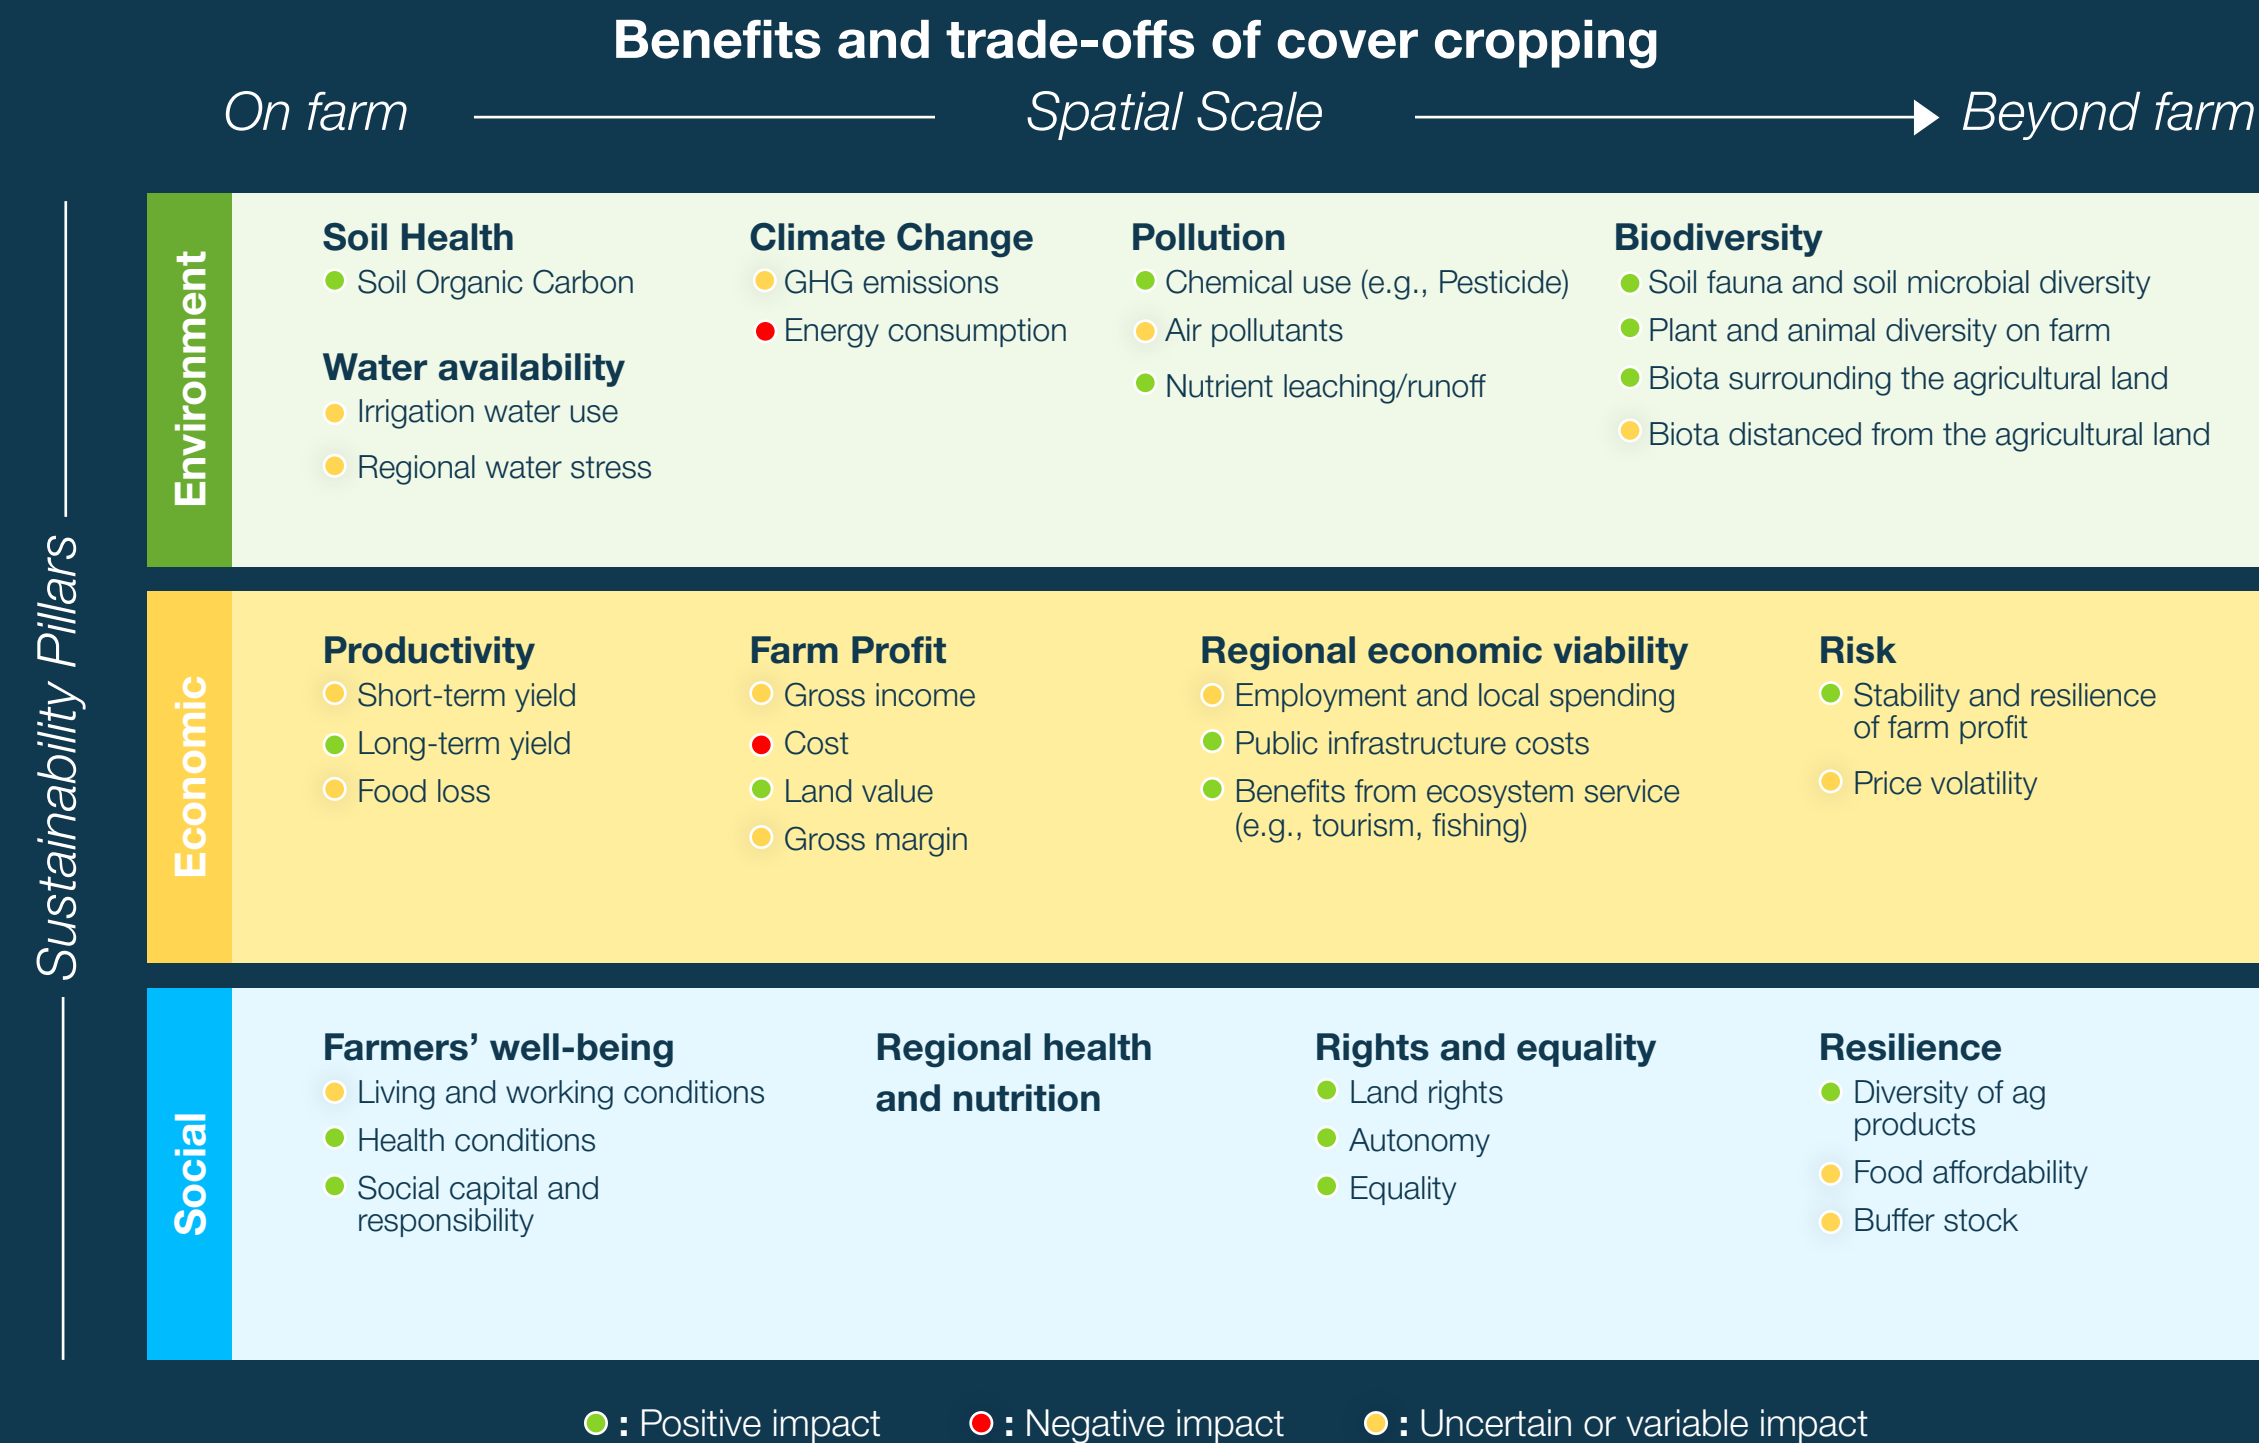 Benefits and trade-offs of cover cropping
On farm
Spatial Scale
Beyond farm
Sustainability Pillars
Environment
Soil Health
Soil Organic Carbon
Water availability
Irrigation water use
Regional water stress
Climate Change
GHG emissions
Energy consumption
Pollution
Chemical use (e.g., Pesticide)
Air pollutants
Nutrient leaching/runoff
Biodiversity
Soil fauna and soil microbial diversity
Plant and animal diversity on farm
Biota surrounding the agricultural land
Biota distanced from the agricultural land
Economic
Productivity
Short-term yield
Long-term yield
Food loss
Farm Profit
Gross income
Cost
Land value
Gross margin
Regional economic viability
Employment and local spending
Public infrastructure costs
Benefits from ecosystem service
(e.g., tourism, fishing)
Risk
Stability and resilience
of farm profit
Price volatility
Social
Farmers’ well-being
Living and working conditions
Health conditions
Social capital and
responsibility
Regional health
and nutrition
Rights and equality
Land rights
Autonomy
Equality
Resilience
Diversity of ag
products
Food affordability
Buffer stock
: Positive impact
: Negative impact
: Uncertain or variable impact